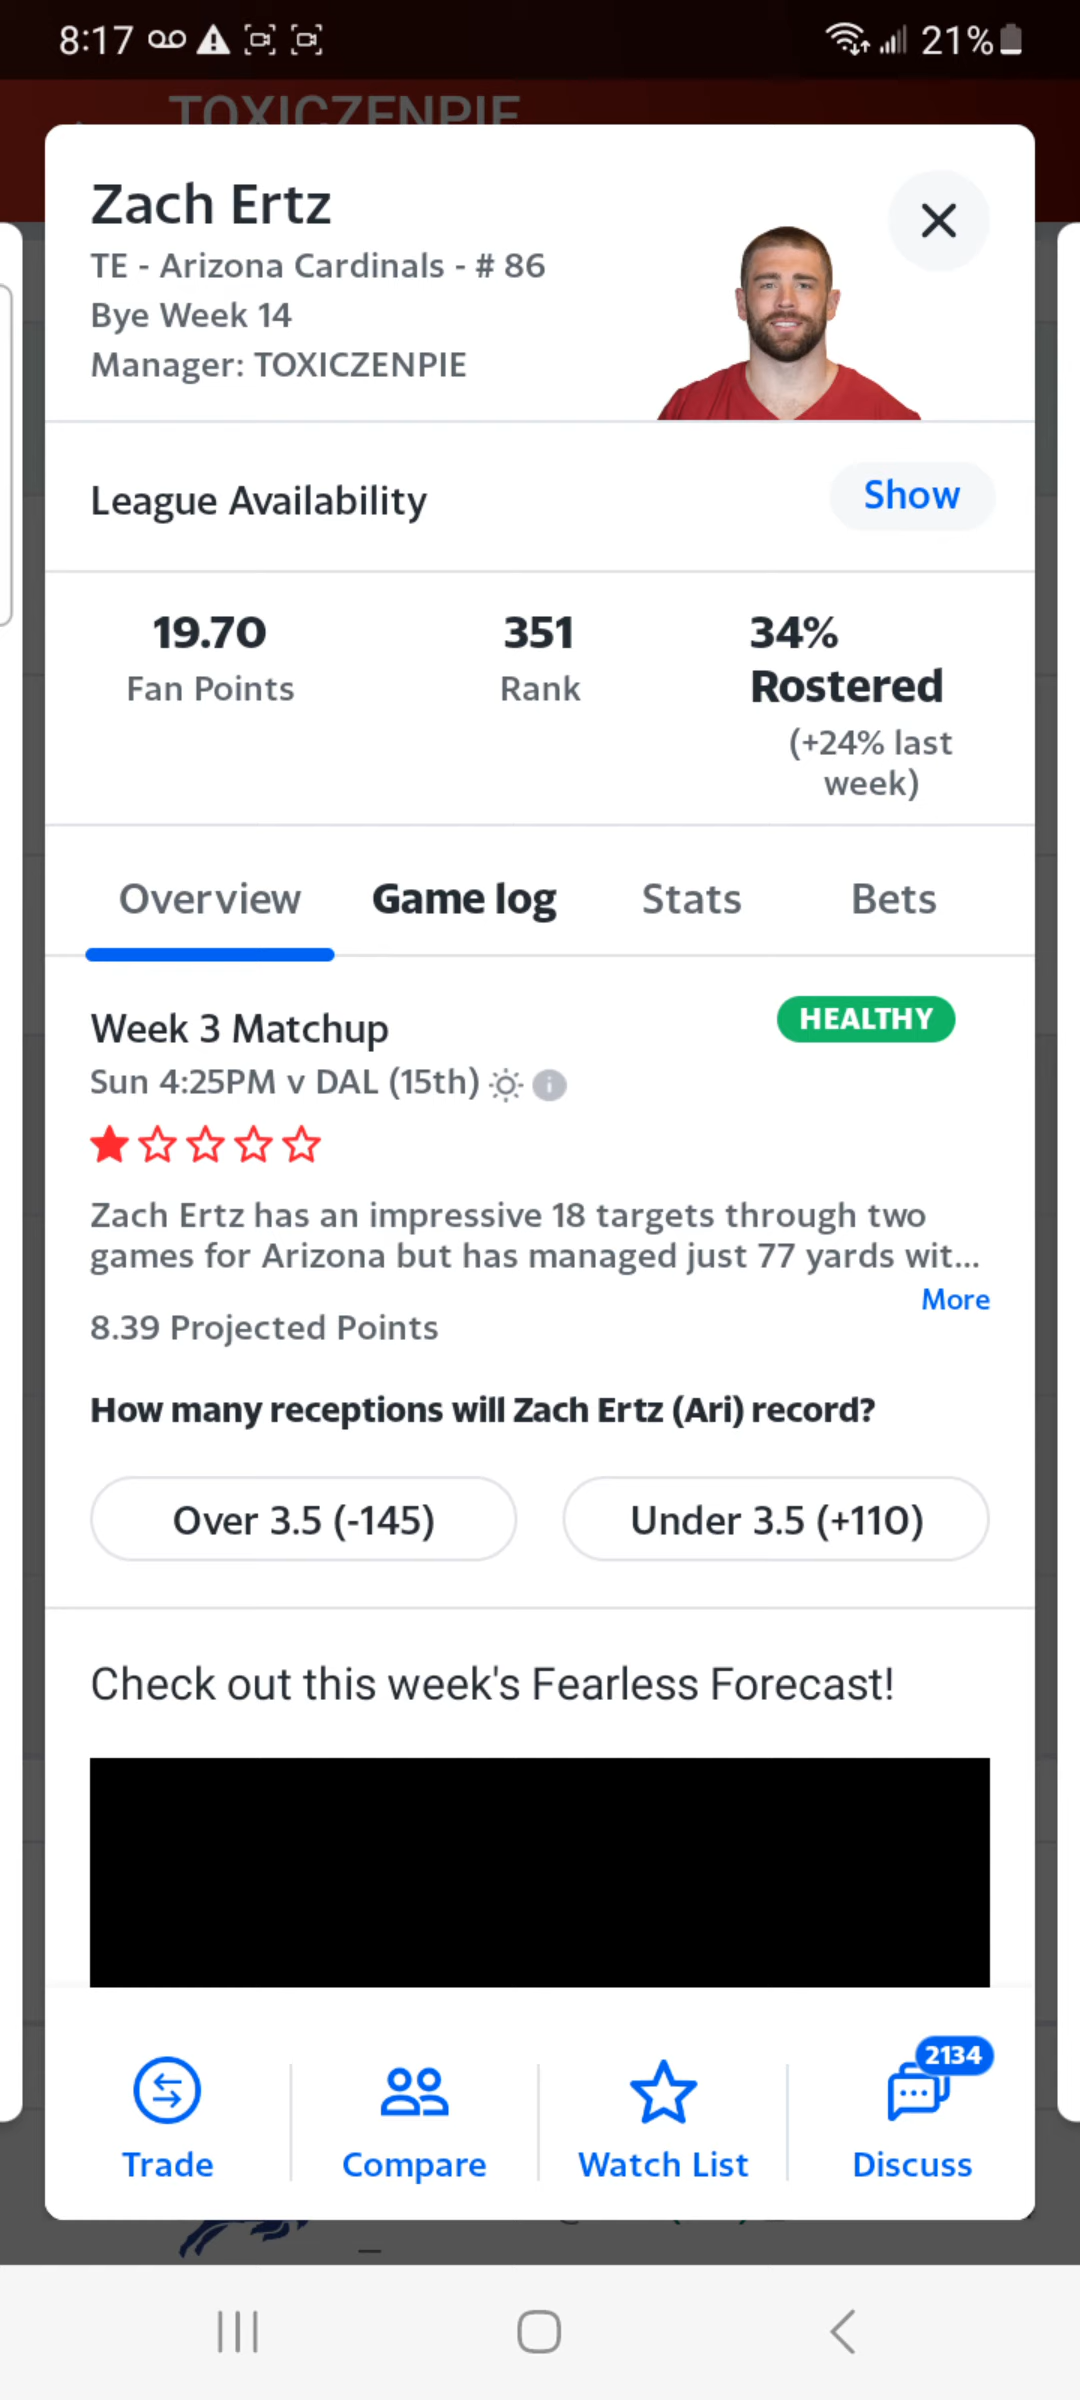 8:17
21%
TOXICZENPIE
Zach Ertz
TE - Arizona Cardinals - # 86
Bye Week 14
Manager: TOXICZENPIE
League Availability
Show
19.70
351
34%
Rostered
Fan Points
Rank
(+24% last
week)
Overview
Game log
Stats
Bets
Week 3 Matchup
HEALTHY
Sun 4:25PM v DAL (15th)
Zach Ertz has an impressive 18 targets through two
games for Arizona but has managed just 77 yards wit...
More
8.39 Projected Points
How many receptions will Zach Ertz (Ari) record?
Over 3.5 (-145)
Under 3.5 (+110)
Check out this week's Fearless Forecast!
2134
Trade
Compare
Watch List
Discuss